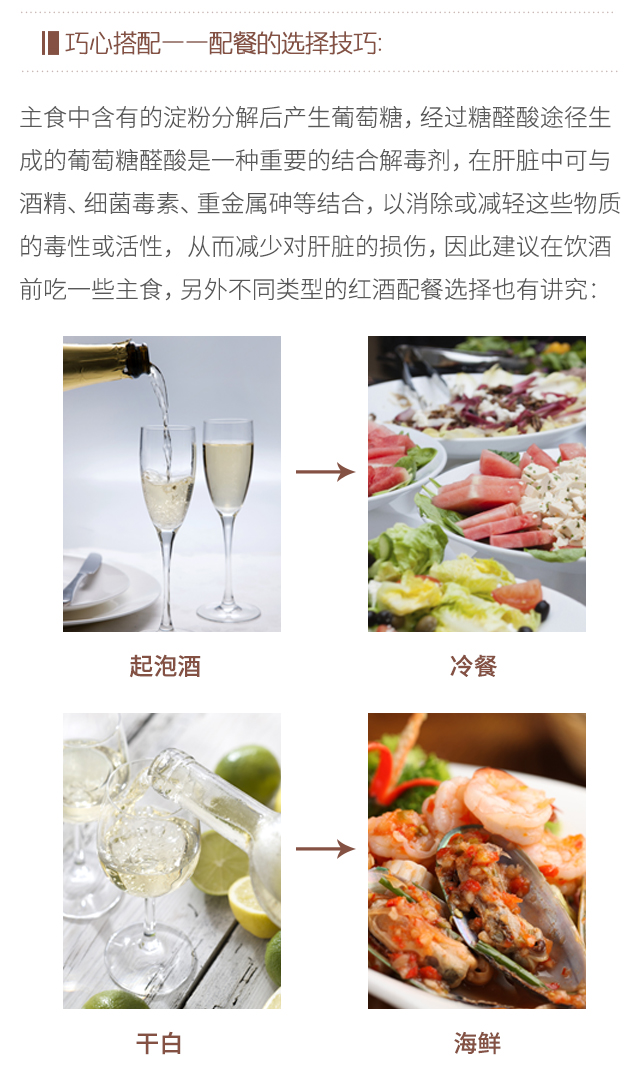 巧心搭配一一配餐的选择技巧:
主食中含有的淀粉分解后产生葡萄糖，经过糖醛酸途径生
成的葡萄糖醛酸是一种重要的结合解毒剂，在肝脏中可与
酒精、细菌毒素、重金属砷等结合，以消除或减轻这些物质
的毒性或活性，从而减少对肝脏的损伤，因此建议在饮酒
前吃一些主食，另外不同类型的红酒配餐选择也有讲究：
起泡酒
冷餐
干白
海鲜